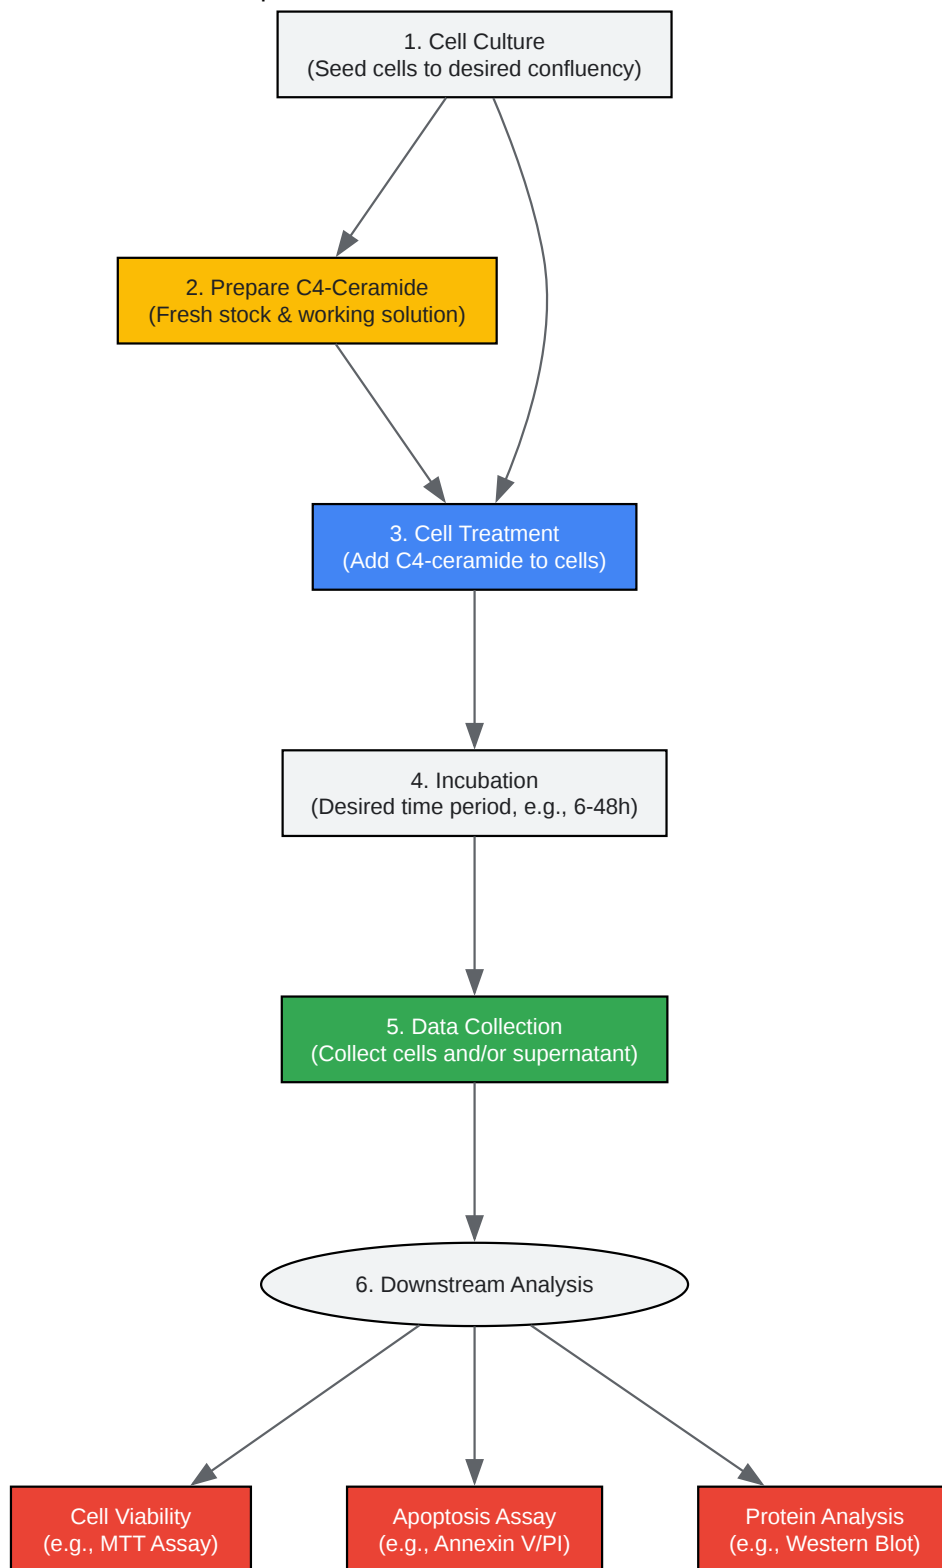 1. Cell Culture
(Seed cells to desired confluency)
2. Prepare C4-Ceramide
(Fresh stock & working solution)
3. Cell Treatment
(Add C4-ceramide to cells)
4. Incubation
(Desired time period, e.g., 6-48h)
5. Data Collection
(Collect cells and/or supernatant)
6. Downstream Analysis
Cell Viability
(e.g., MTT Assay)
Apoptosis Assay
(e.g., Annexin V/PI)
Protein Analysis
(e.g., Western Blot)